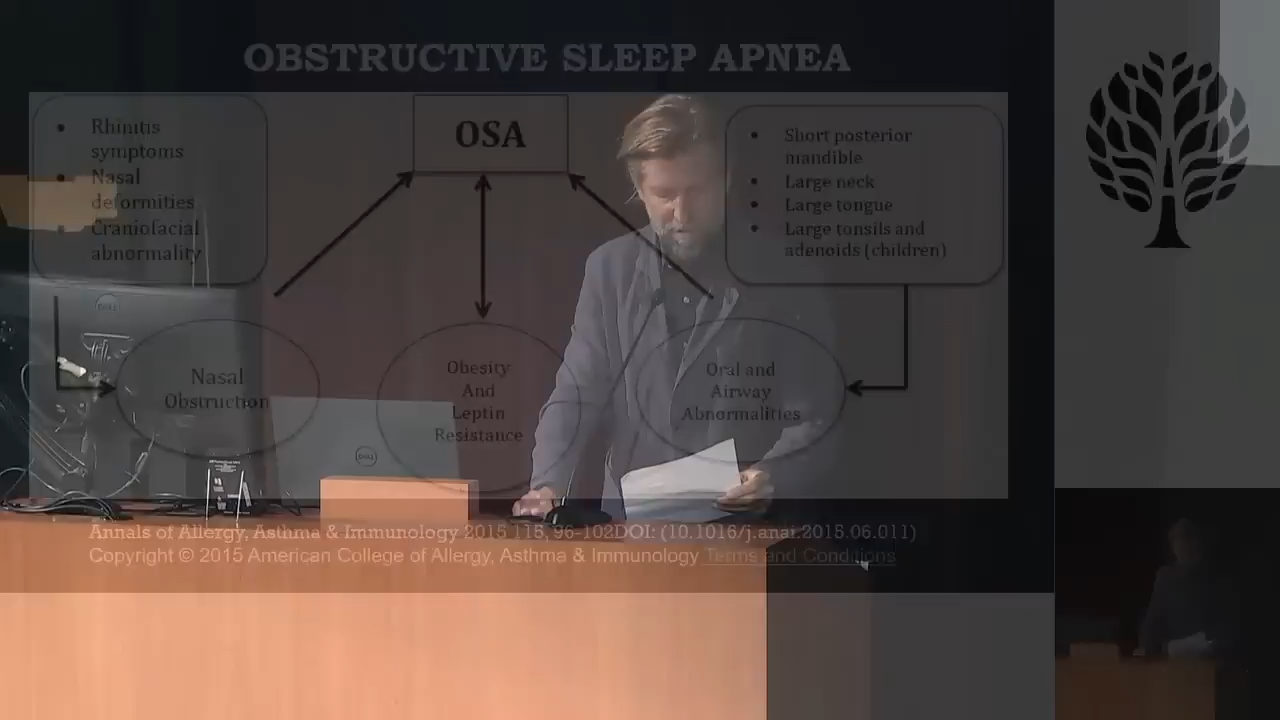 OBSTRUCTIVE SLEEP APNEA
• Rhinitis
symptoms
• Nasal
deformities
• Craniofacial
abnormality
OSA
• Short posterior
mandible
• Large neck
• Large tongue
• Large tonsils and
adenoids (children)
Nasal
Obstruction
Obesity
And
Leptin
Resistance
Oral and
Airway
Abnormalities
DELL
DELL
Annals of Allergy, Asthma & Immunology 2015 115, 96-102DOI: (10.1016/j.anai.2015.06.011)
Copyright © 2015 American College of Allergy, Asthma & Immunology Terms and Conditions